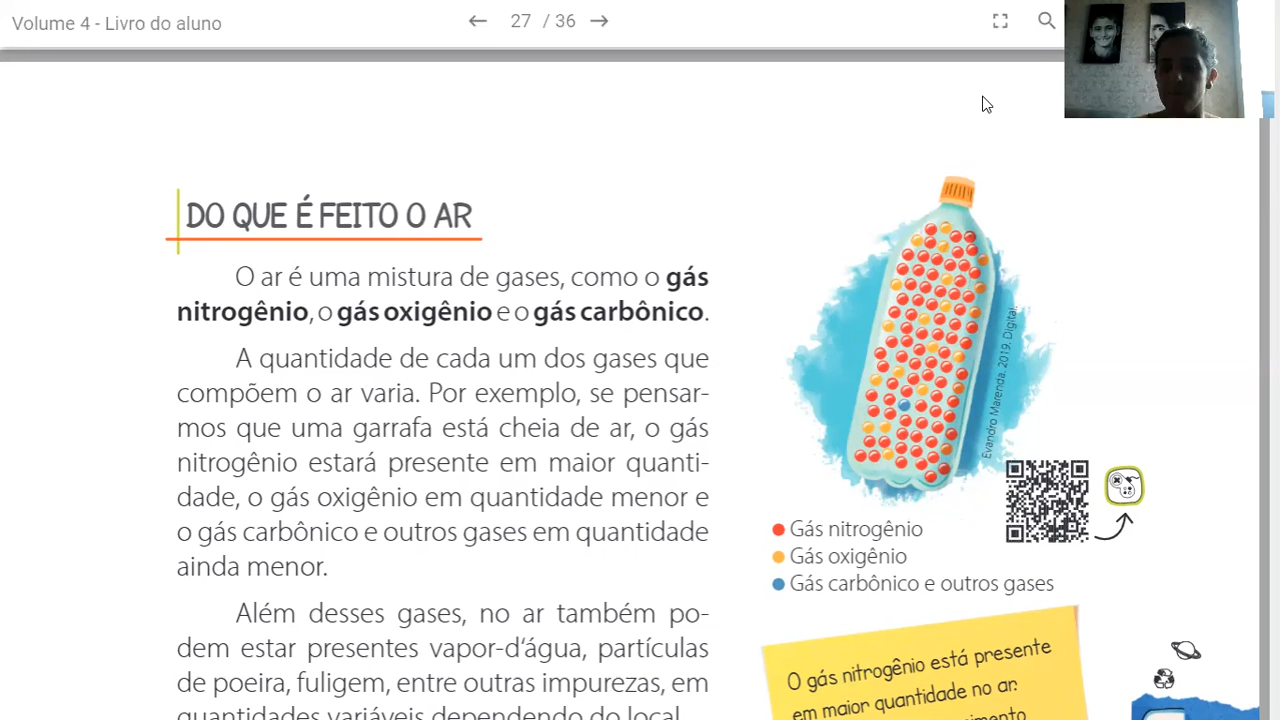 Volume 4 - Livro do aluno
27 / 36
DO QUE É FEITO O AR
O ar é uma mistura de gases, como o gás
nitrogênio, o gás oxigênio e o gás carbônico.
A quantidade de cada um dos gases que
compõem o ar varia. Por exemplo, se pensar-
mos que uma garrafa está cheia de ar, o gás
nitrogênio estará presente em maior quanti-
dade, o gás oxigênio em quantidade menor e
o gás carbônico e outros gases em quantidade
ainda menor.
Além desses gases, no ar também po-
dem estar presentes vapor-d'água, partículas
de poeira, fuligem, entre outras impurezas, em
quantidades variáveis dependendo do local.
Evandro Marenda. 2019. Digital.
Gás nitrogênio
Gás oxigênio
Gás carbônico e outros gases
O gás nitrogênio está presente
em maior quantidade no ar.